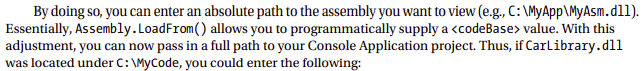 By doing so, you can enter an absolute path to the assembly you want to view (e.g., C:\MyApp\MyAsm.dll).
Essentially, Assembly.LoadFrom() allows you to programmatically supply a <codeBase> value. With this
adjustment, you can now pass in a full path to your Console Application project. Thus, if CarLibrary.dll
was located under C:\MyCode, you could enter the following: